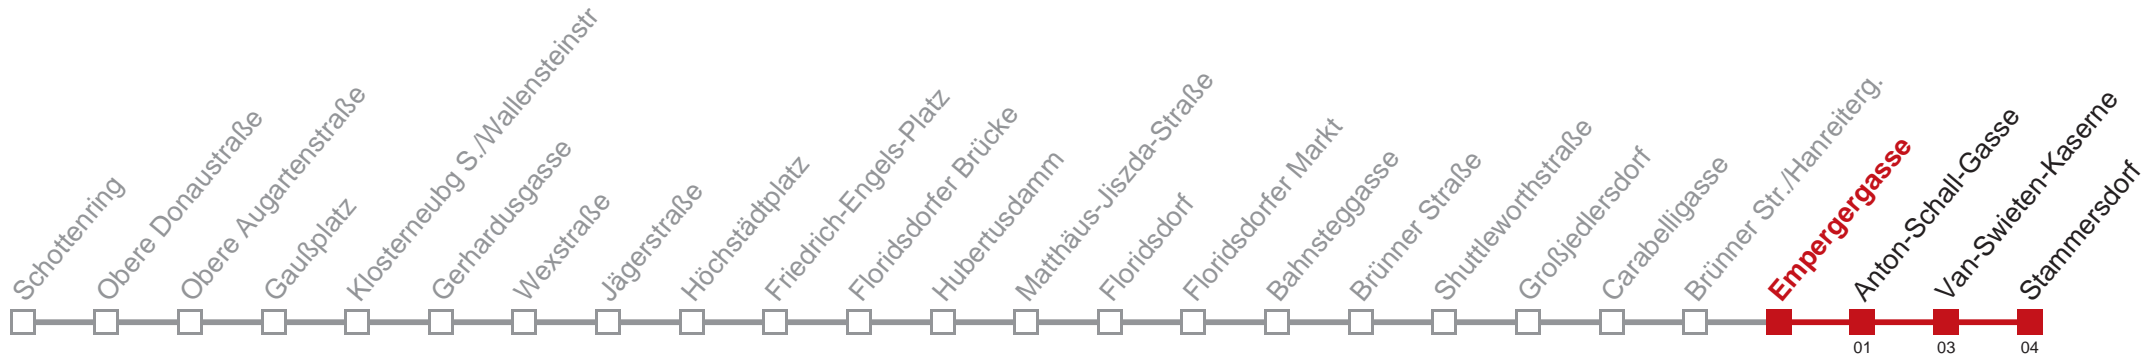 Schottenring
Obere Donaustraße
Obere Augartenstraße
Gaußplatz
Klosterneubg S./Wallensteinstr
Gerhardusgasse
Wexstraße
Jägerstraße
Höchstädtplatz
Friedrich-Engels-Platz
Floridsdorfer Brücke
Hubertusdamm
Matthäus-Jiszda-Straße
Floridsdorf
Floridsdorfer Markt
Bahnsteggasse
Brünner Straße
Shuttleworthstraße
Großjedlersdorf
Carabelligasse
Brünner Str./Hanreiterg.
Empergergasse
Anton-Schall-Gasse
Van-Swieten-Kaserne
Stammersdorf
01
03
04